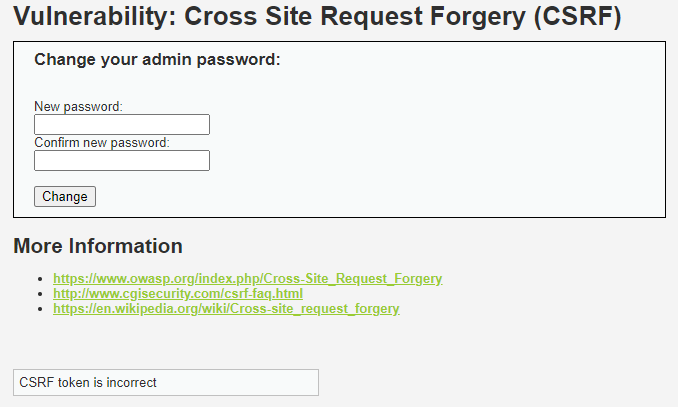 Vulnerability: Cross Site Request Forgery (CSRF)
Change your admin password:
New password:
Confirm new password:
Change
More Information
https://www.owasp.org/index.php/Cross-Site_Request_Forgery
http://www.cgisecurity.com/csrf-faq.html
https://en.wikipedia.org/wiki/Cross-site_request_forgery
CSRF token is incorrect